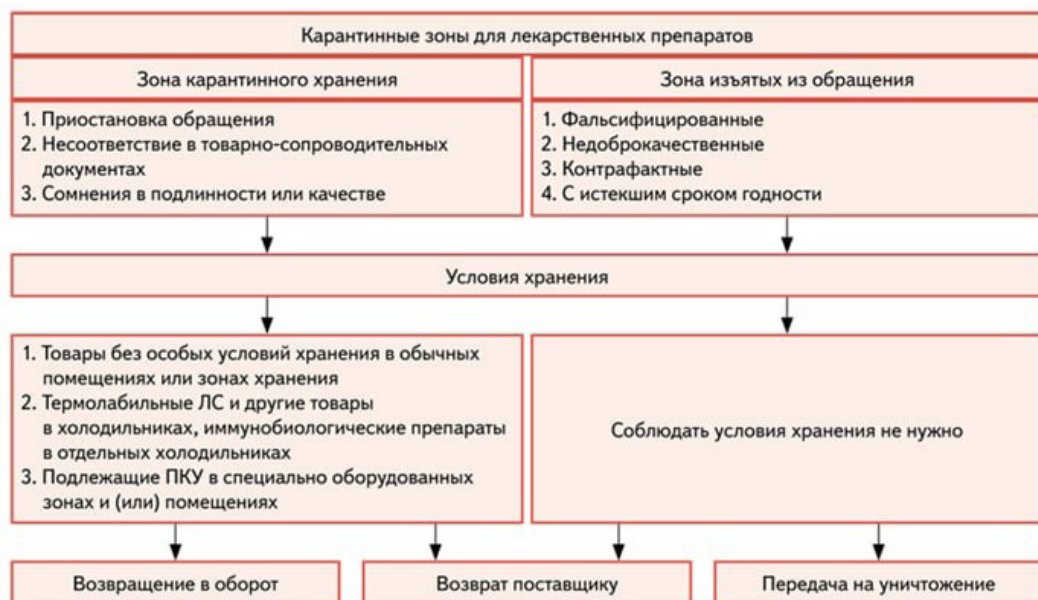 Карантинные зоны для лекарственных препаратов
Зона карантинного хранения
Зона изъятых из обращения
1. Приостановка обращения
2. Несоответствие в товарно-сопроводительных
документах
3. Сомнения в подлинности или качестве
1. Фальсифицированные
2. Недоброкачественные
3. Контрафактные
4. С истекшим сроком годности
Условия хранения
1. Товары без особых условий хранения в обычных
помещениях или зонах хранения
2. Термолабильные ЛС и другие товары
в холодильниках, иммунобиологические препараты
в отдельных холодильниках
3. Подлежащие ПКУ в специально оборудованных
зонах и (или) помещениях
Соблюдать условия хранения не нужно
Возвращение в оборот
Возврат поставщику
Передача на уничтожение